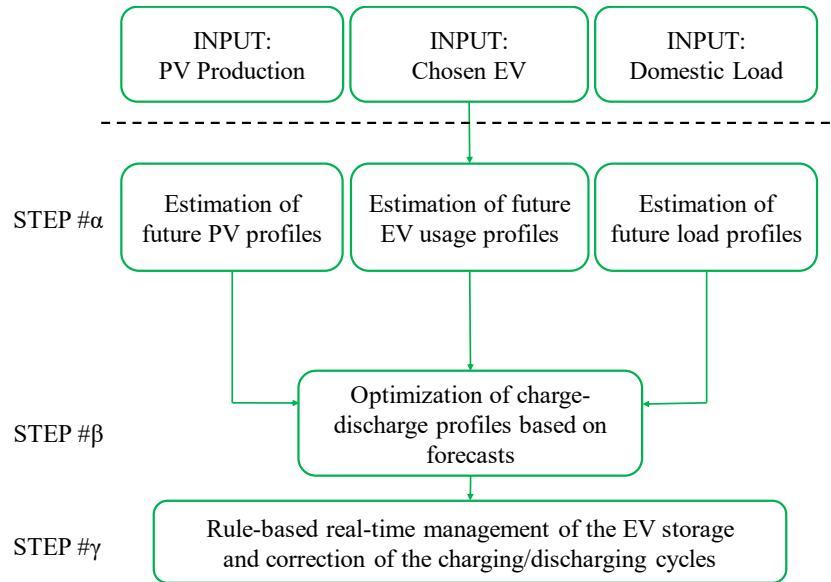 INPUT:
PV Production
INPUT:
Chosen EV
INPUT:
Domestic Load
STEP #α
Estimation of
future PV profiles
Estimation of future
EV usage profiles
Estimation of
future load profiles
STEP #β
Optimization of charge-
discharge profiles based on
forecasts
STEP #γ
Rule-based real-time management of the EV storage
and correction of the charging/discharging cycles